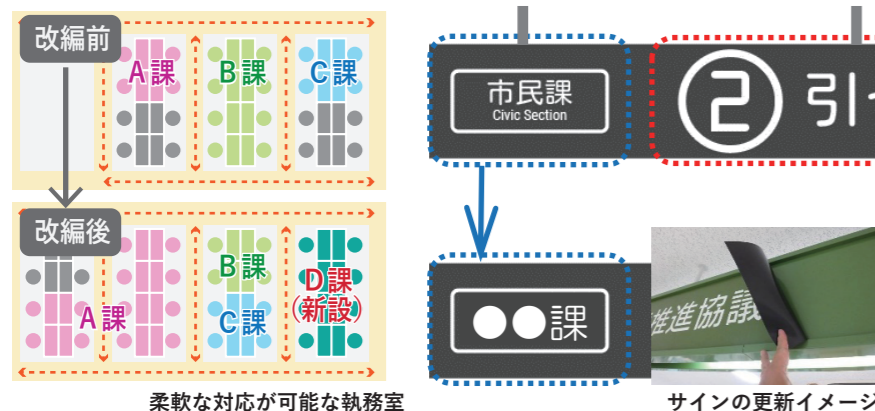 改編前
A課
B課
C課
改編後
A課
B課
C課
D課
(新設)
柔軟な対応が可能な執務室
市民課
Civic Section
2 引
●●課
推進協議
サインの更新イメージ